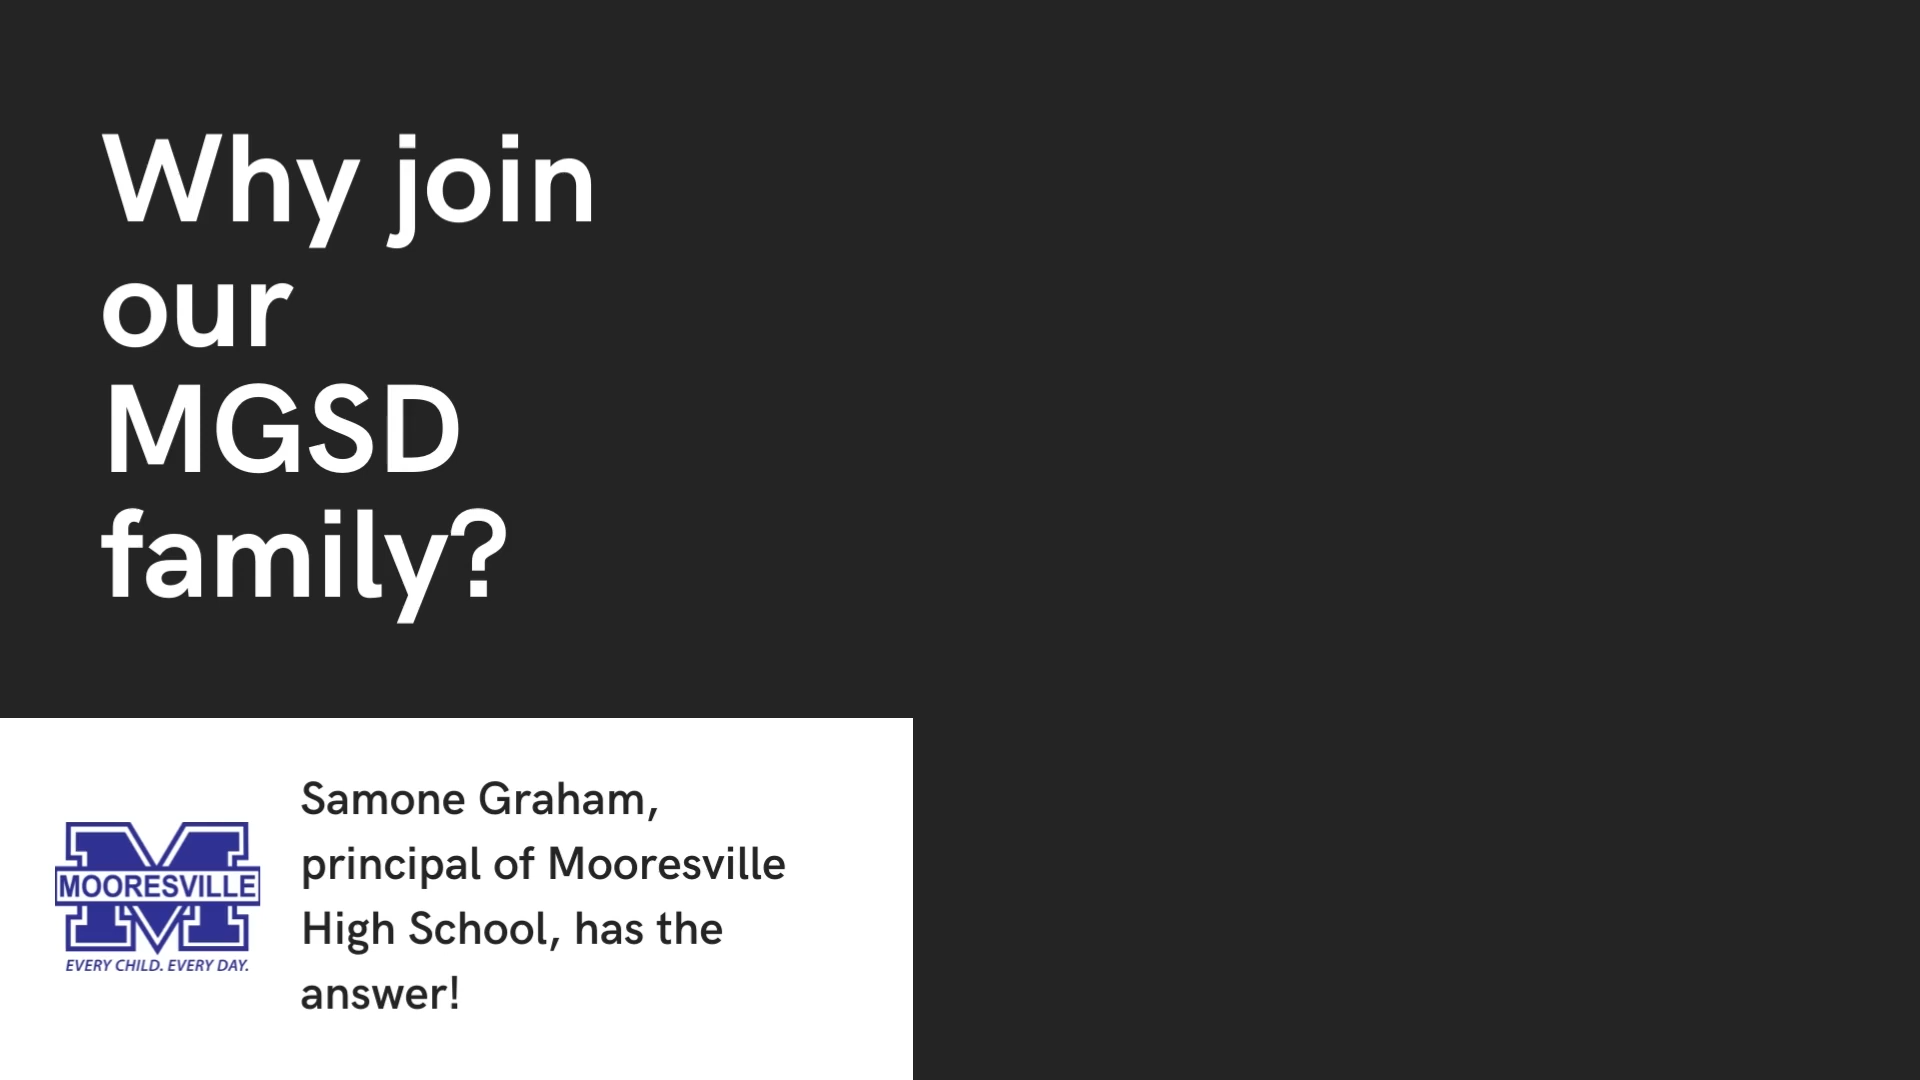 Why join
our
MGSD
family?
Samone Graham,
principal of Mooresville
High School, has the
answer!
MOORESVILLE
EVERY CHILD. EVERY DAY.